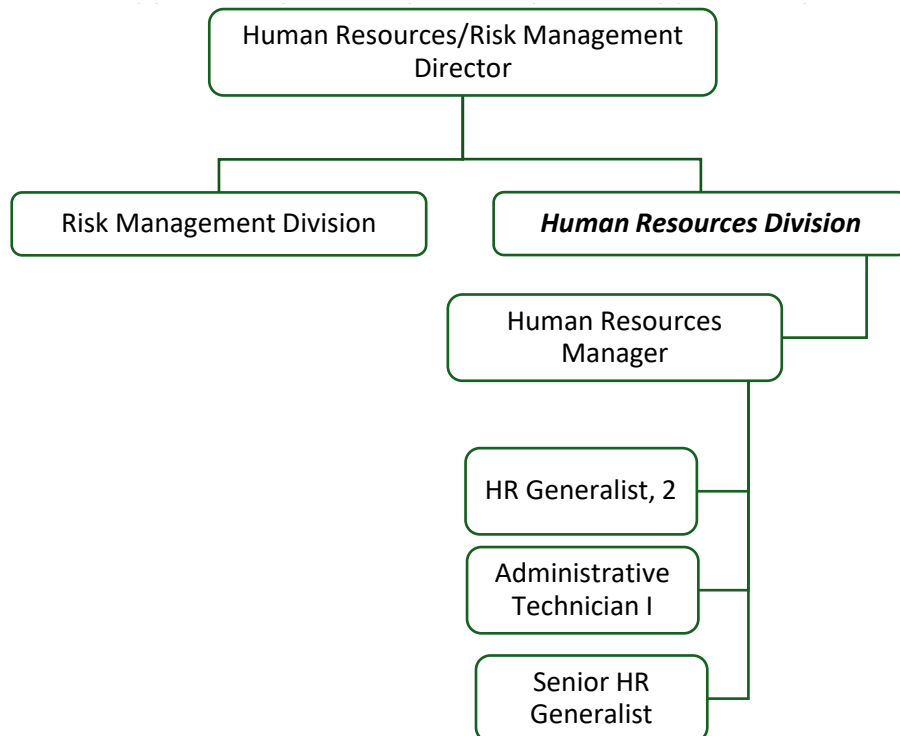 Human Resources/Risk Management
Director
Risk Management Division
Human Resources Division
Human Resources
Manager
HR Generalist, 2
Administrative
Technician I
Senior HR
Generalist